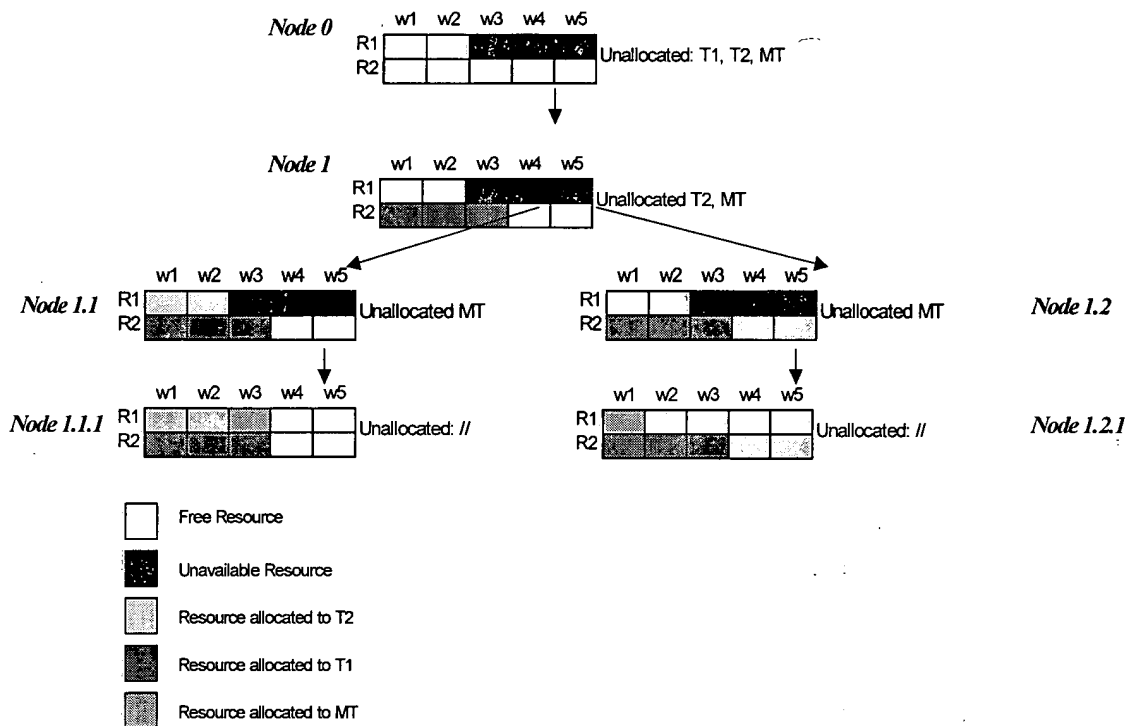 Node 0
w1 w2 w3 w4 w5
R1
R2
Unallocated: T1, T2, MT
Node 1
w1 w2 w3 w4 w5
R1
R2
Unallocated T2, MT
Node 1.1
w1 w2 w3 w4 w5
R1
R2
Unallocated MT
w1 w2 w3 w4 w5
R1
R2
Unallocated MT
Node 1.2
Node 1.1.1
w1 w2 w3 w4 w5
R1
R2
Unallocated: //
w1 w2 w3 w4 w5
R1
R2
Unallocated: //
Node 1.2.1
Free Resource
Unavailable Resource
Resource allocated to T2
Resource allocated to T1
Resource allocated to MT